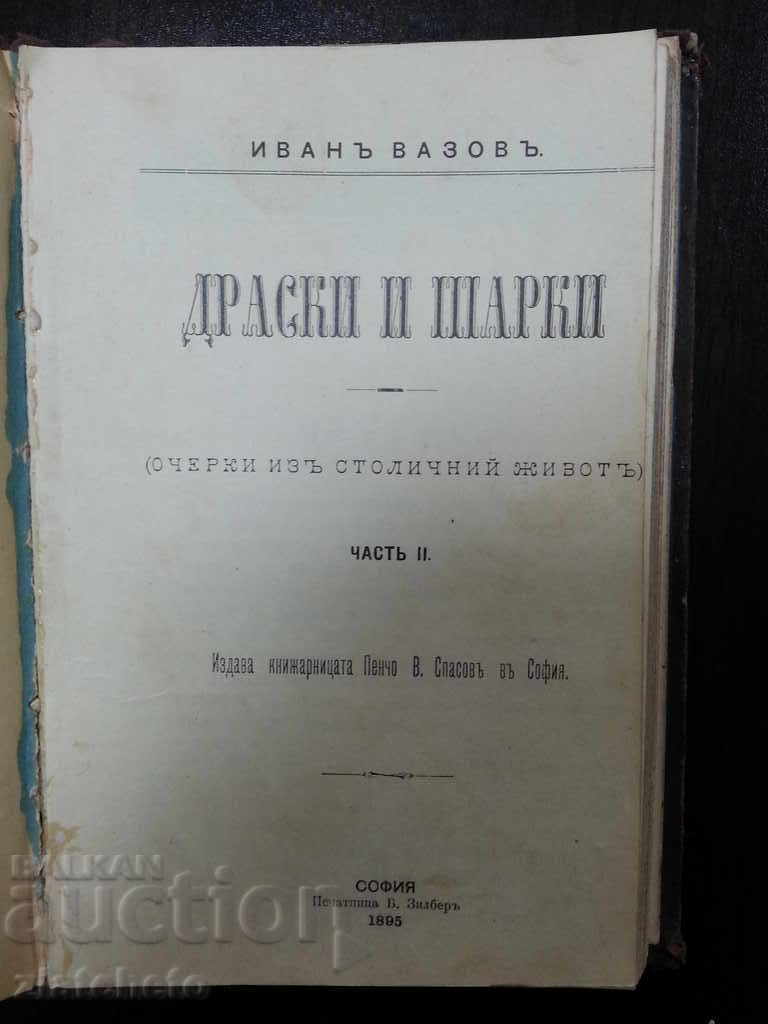 ИВАНЪ ВАЗОВЪ.
ДРАСКИ И ШАРКИ
(ОЧЕРКИ ИЗЪ СТОЛИЧНИЙ ЖИВОТЪ)
ЧАСТЬ II.
Издава книжарницата Пенчо В. Спасовъ въ София.
СОФИЯ
Печатница Б. Зилберъ
1895
BALKAN
auction
zlatcheto